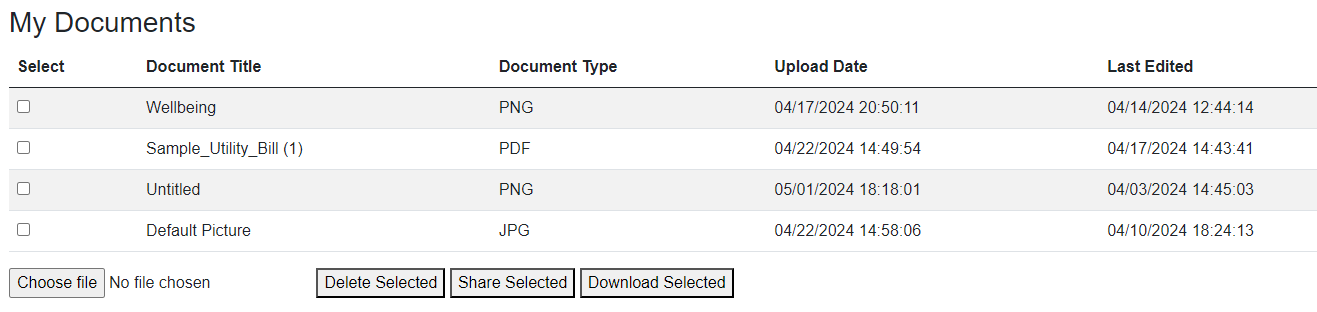 My Documents
Select Document Title Document Type Upload Date Last Edited
Wellbeing PNG 04/17/2024 20:50:11 04/14/2024 12:44:14
Sample_Utility_Bill (1) PDF 04/22/2024 14:49:54 04/17/2024 14:43:41
Untitled PNG 05/01/2024 18:18:01 04/03/2024 14:45:03
Default Picture JPG 04/22/2024 14:58:06 04/10/2024 18:24:13
Choose file No file chosen Delete Selected Share Selected Download Selected